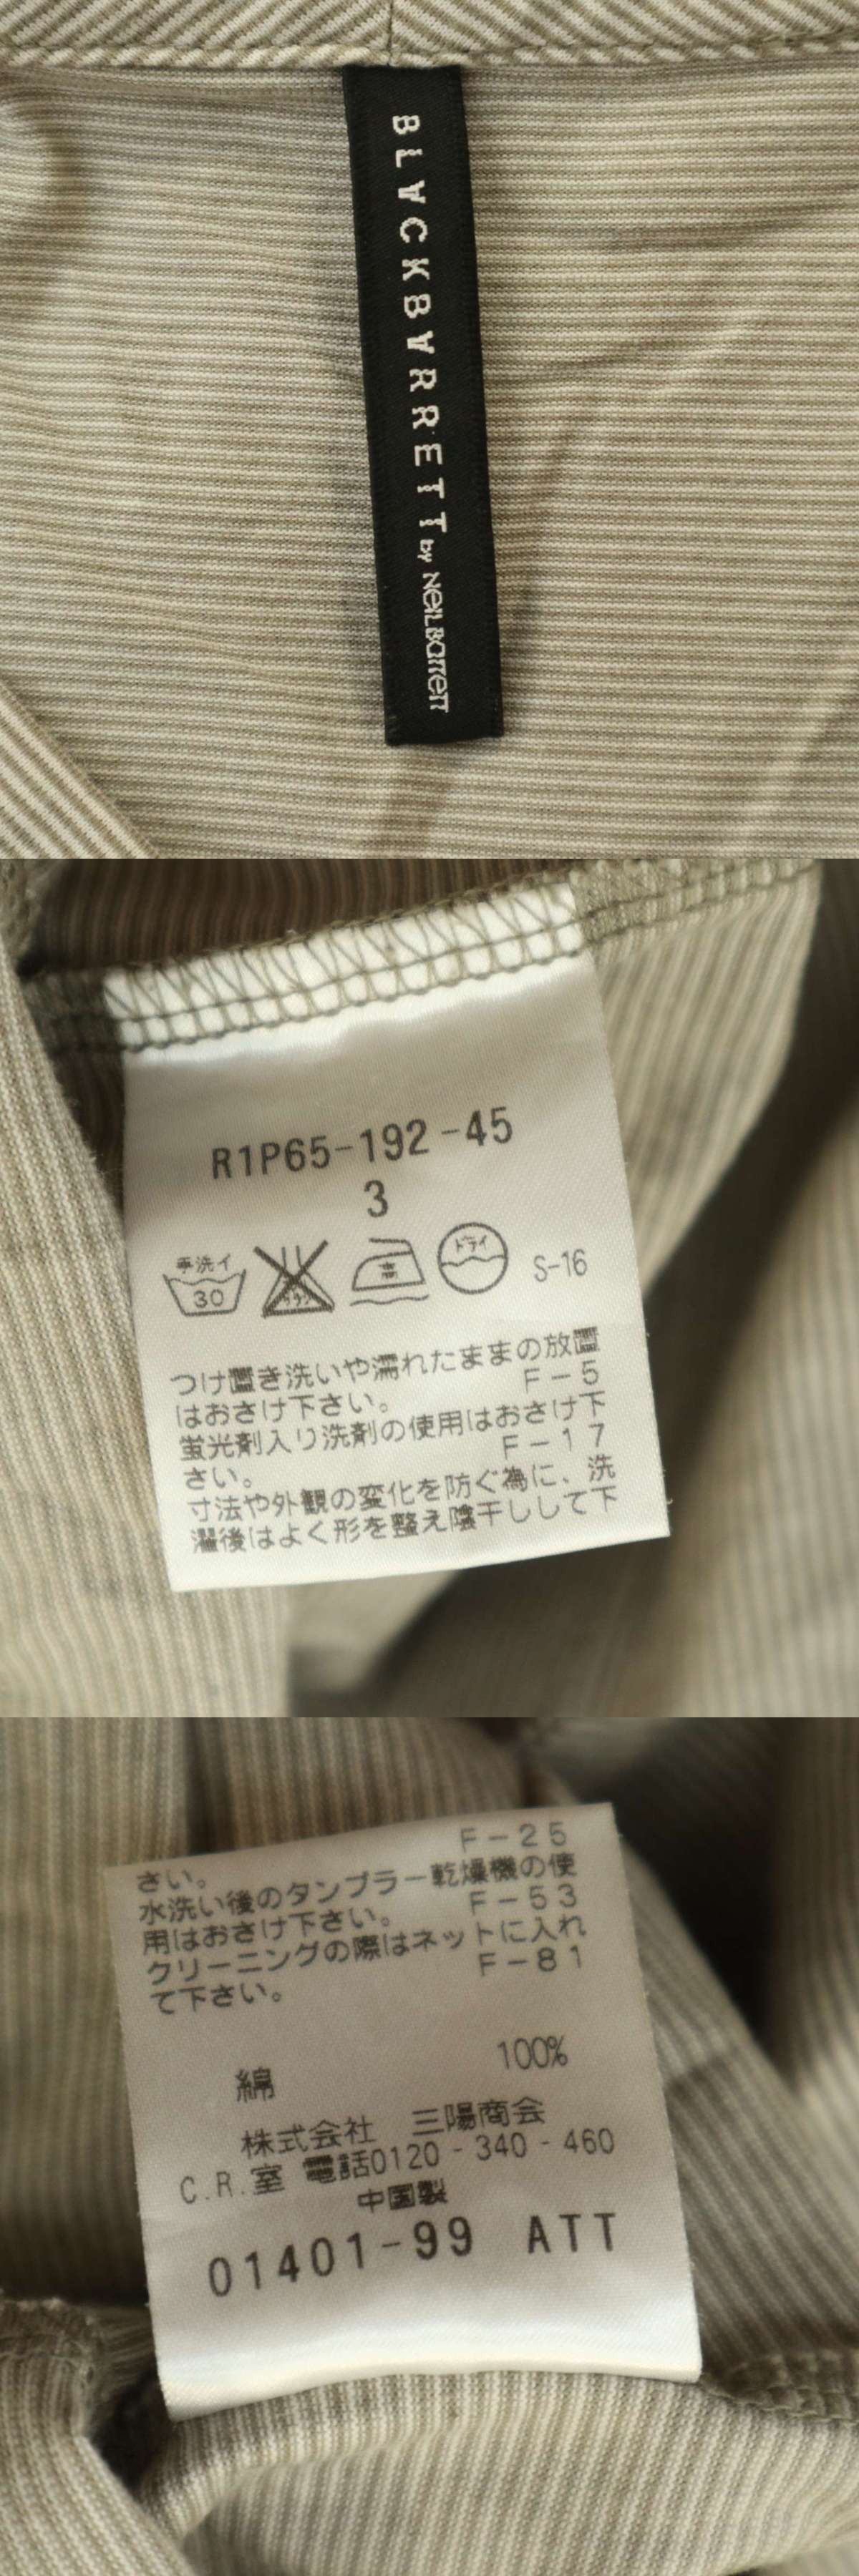 BLACKBARRETT by NeilBarrett
R1P65-192-45
3
手洗イ
30
高
ドライ
S-16
つけ置き洗いや濡れたままの放置
F-5
はおさけ下さい。
蛍光剤入り洗剤の使用はおさけ下
F-17
さい。
寸法や外観の変化を防ぐ為に、洗
濯後はよく形を整え陰干しして下
F-25
さい。
水洗い後のタンブラー乾燥機の使
F-53
用はおさけ下さい。
クリーニングの際はネットに入れ
F-81
て下さい。
綿 100%
株式会社 三陽商会
C.R.室 電話0120-340-460
中国製
01401-99 ATT